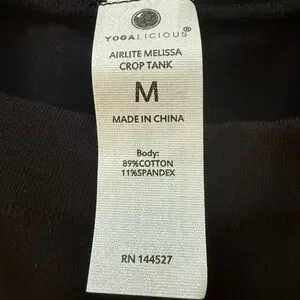 YOGALICIOUS®
AIRLITE MELISSA
CROP TANK
M
MADE IN CHINA
Body:
89%COTTON
11%SPANDEX
RN 144527